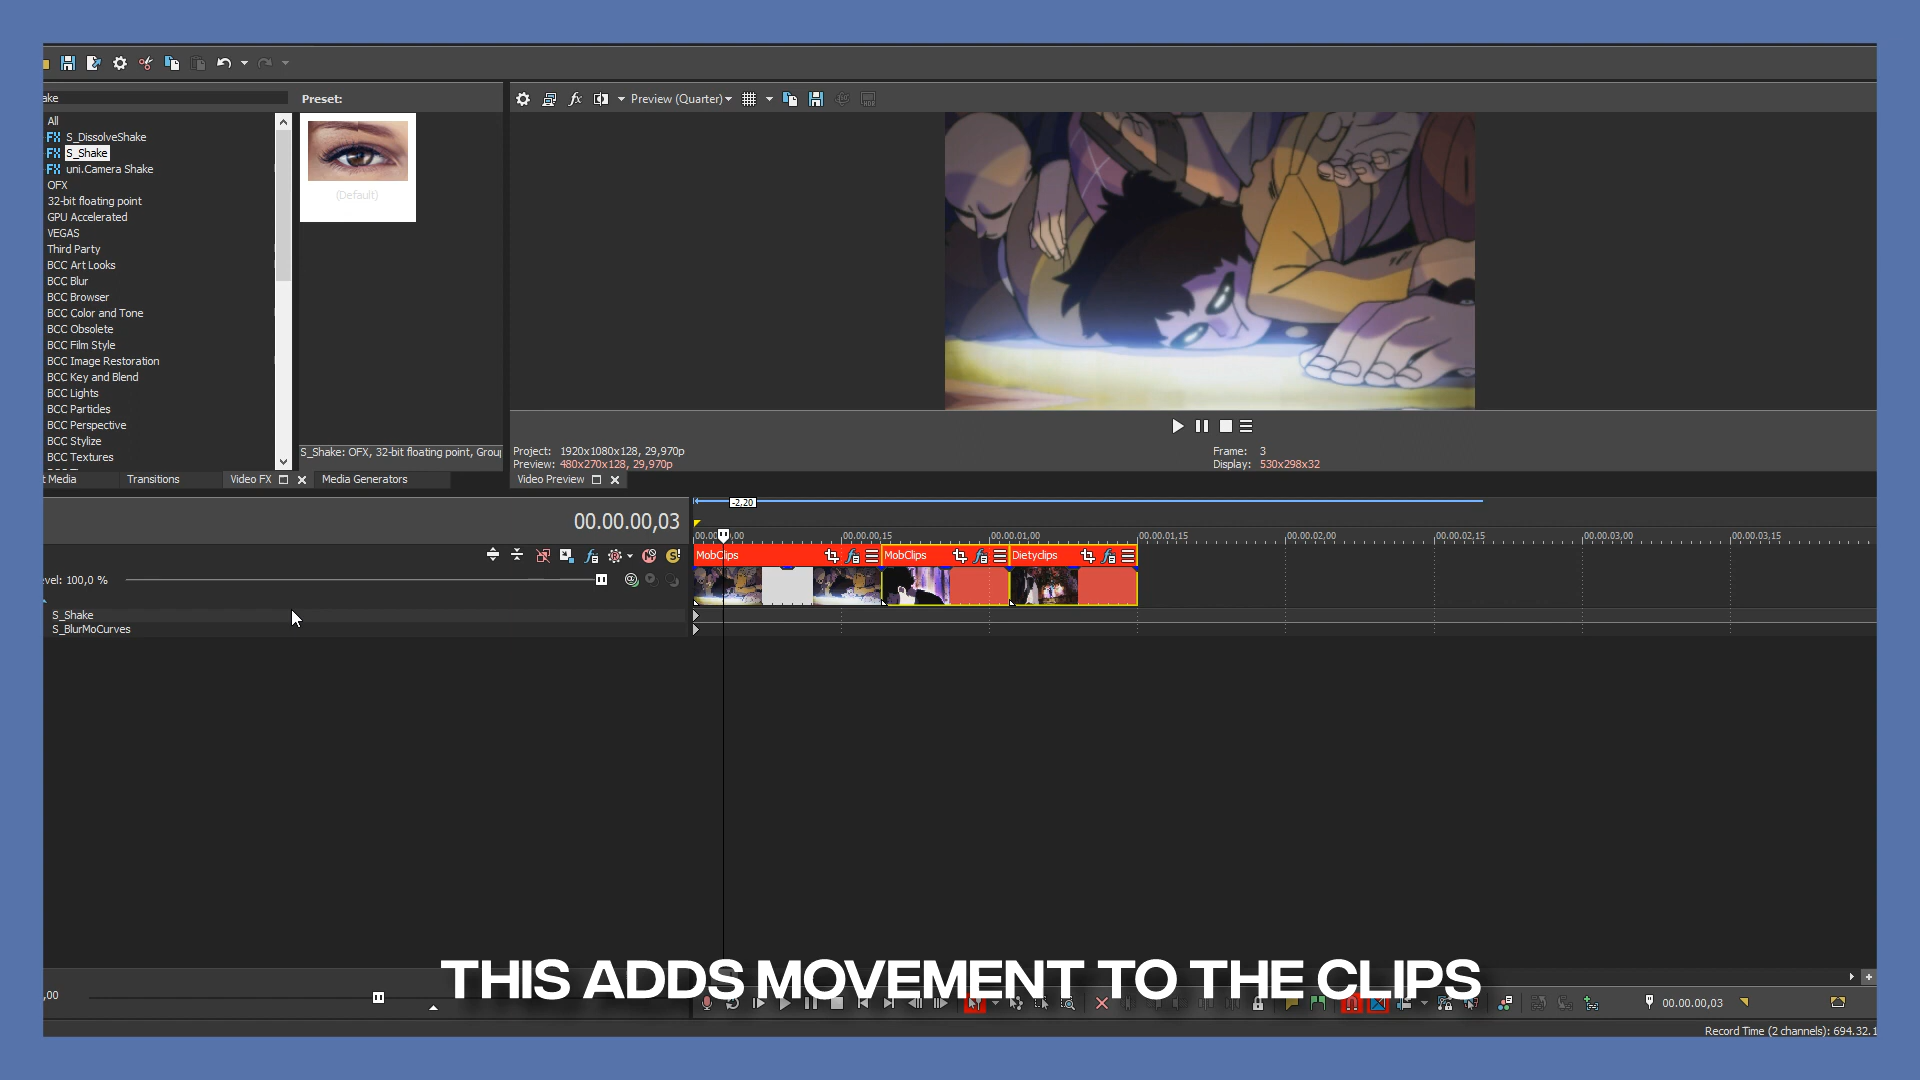 ake
Preset:
Preview (Quarter)
All
S_DissolveShake
S_Shake
uni.Camera Shake
OFX
32-bit floating point
GPU Accelerated
VEGAS
Third Party
BCC Art Looks
BCC Blur
BCC Browser
BCC Color and Tone
BCC Obsolete
BCC Film Style
BCC Image Restoration
BCC Key and Blend
BCC Lights
BCC Particles
BCC Perspective
BCC Stylize
BCC Textures
(Default)
S_Shake: OFX, 32-bit floating point, Grou
Project: 1920x1080x128, 29,970p
Preview: 480x270x128, 29,970p
Frame: 3
Display: 530x298x32
t Media
Transitions
Video FX
Media Generators
Video Preview
-2.20
00.00.00,03
00.00.00,15
00.00.01,00
00.00.01,15
00.00.02,00
00.00.02,15
00.00.03,00
00.00.03,15
MobClips
MobClips
Dietyclips
evel: 100,0 %
S_Shake
S_BlurMoCurves
THIS ADDS MOVEMENT TO THE CLIPS
,00
00.00.00,03
Record Time (2 channels): 694.32.1